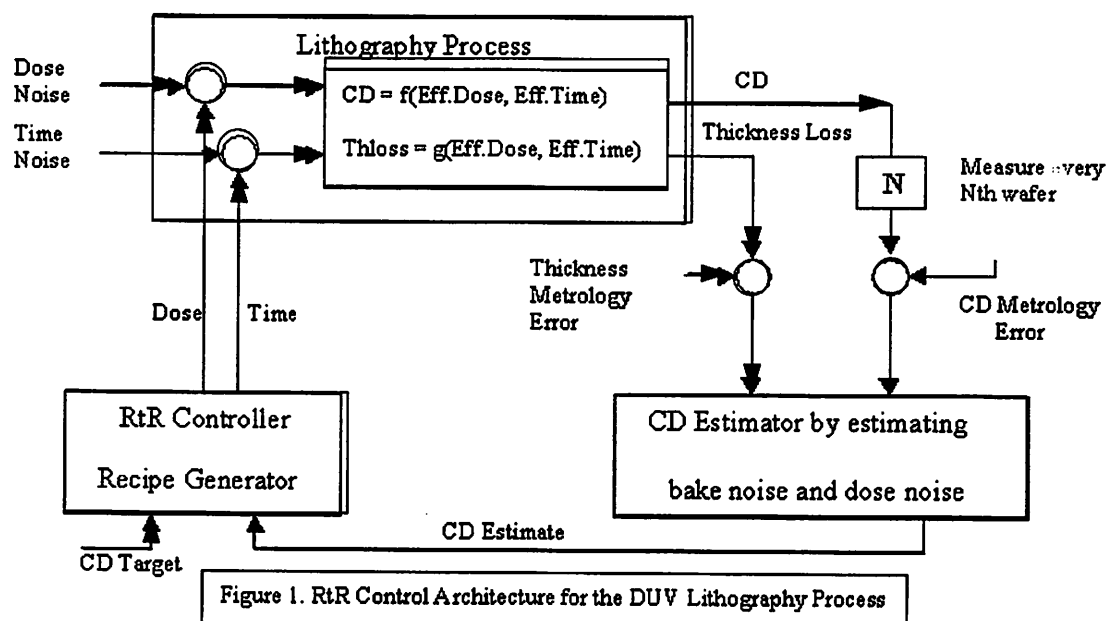 Lithography Process
Dose
Noise
Time
Noise
CD = f(Eff.Dose, Eff.Time)
Thloss = g(Eff.Dose, Eff.Time)
CD
Thickness Loss
N
Measure every
Nth wafer
Thickness
Metrology
Error
CD Metrology
Error
Dose
Time
RtR Controller
Recipe Generator
CD Estimator by estimating
bake noise and dose noise
CD Estimate
CD Target
Figure 1. RtR Control Architecture for the DUV Lithography Process